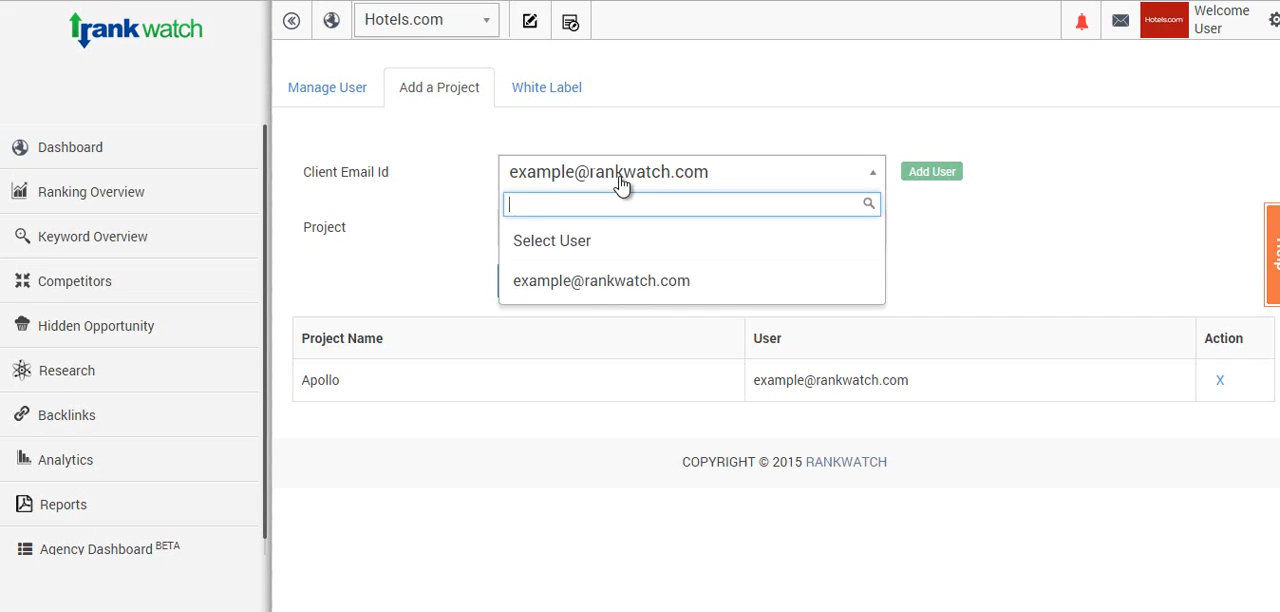 rankwatch
Dashboard
Ranking Overview
Keyword Overview
Competitors
Hidden Opportunity
Research
Backlinks
Analytics
Reports
Agency Dashboard BETA
Hotels.com
Hotels.com
Welcome
User
Manage User
Add a Project
White Label
Client Email Id
example@rankwatch.com
Add User
Project
Select User
example@rankwatch.com
Project Name User Action
Apollo example@rankwatch.com X
COPYRIGHT © 2015 RANKWATCH
Help